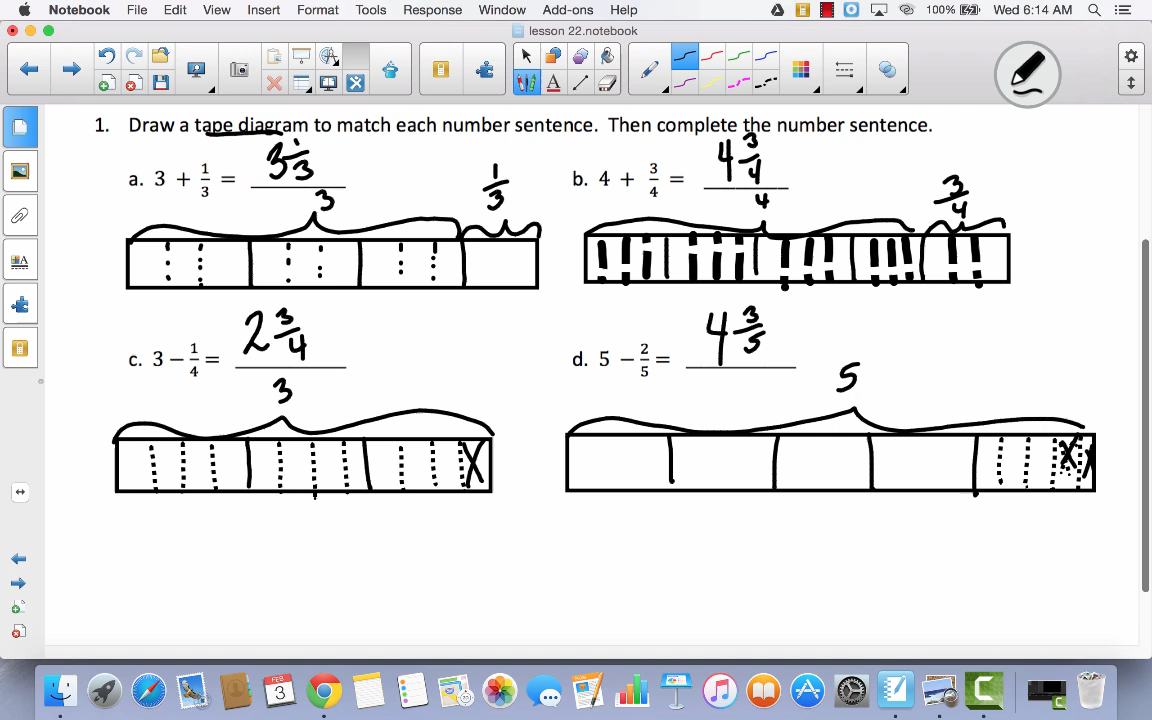 Notebook File Edit View Insert Format Tools Response Window Add-ons Help 100% Wed 6:14 AM
lesson 22.notebook
1. Draw a tape diagram to match each number sentence. Then complete the number sentence.
a. 3 + 1/3 = 3 1/3
b. 4 + 3/4 = 4 3/4
3 1/3
4 3/4
c. 3 − 1/4 = 2 3/4
d. 5 − 2/5 = 4 3/5
3
5
X
X X
FEB
3